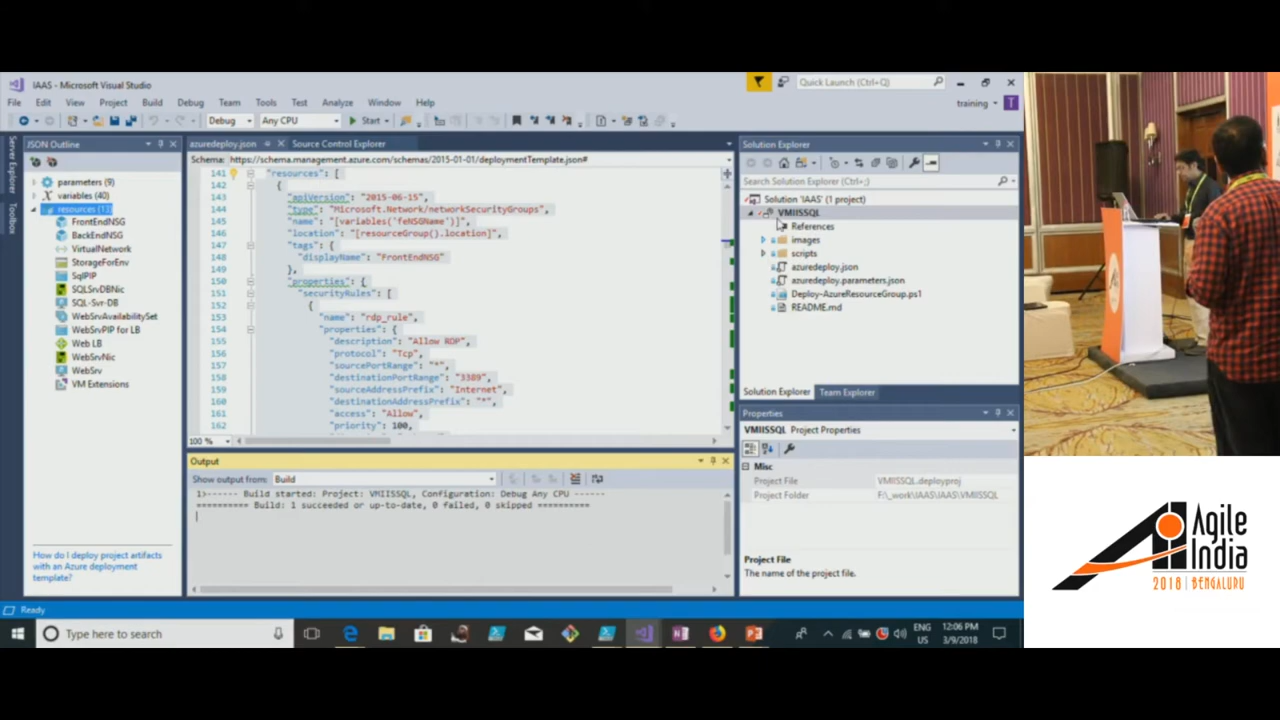 IAAS - Microsoft Visual Studio
Quick Launch (Ctrl+Q)
File Edit View Project Build Debug Team Tools Test Analyze Window Help
training
T
Debug Any CPU Start
Server Explorer
Toolbox
JSON Outline
parameters (9)
variables (40)
resources (13)
FrontEndNSG
BackEndNSG
VirtualNetwork
StorageForEnv
SqlPIP
SQLSrvDBNic
SQL-Svr-DB
WebSrvAvailabilitySet
WebSrvPIP for LB
Web LB
WebSrvNic
WebSrv
VM Extensions
How do I deploy project artifacts
with an Azure deployment
template?
azuredeploy.json Source Control Explorer
Schema: https://schema.management.azure.com/schemas/2015-01-01/deploymentTemplate.json#
141 "resources": [
142 {
143 "apiVersion": "2015-06-15",
144 "type": "Microsoft.Network/networkSecurityGroups",
145 "name": "[variables('feNSGName')]",
146 "location": "[resourceGroup().location]",
147 "tags": {
148 "displayName": "FrontEndNSG"
149 },
150 "properties": {
151 "securityRules": [
152 {
153 "name": "rdp_rule",
154 "properties": {
155 "description": "Allow RDP",
156 "protocol": "Tcp",
157 "sourcePortRange": "*",
158 "destinationPortRange": "3389",
159 "sourceAddressPrefix": "Internet",
160 "destinationAddressPrefix": "*",
161 "access": "Allow",
162 "priority": 100,
100 %
Output
Show output from: Build
1>------ Build started: Project: VMIISSQL, Configuration: Debug Any CPU ------
========== Build: 1 succeeded or up-to-date, 0 failed, 0 skipped ==========
Solution Explorer
Search Solution Explorer (Ctrl+;)
Solution 'IAAS' (1 project)
VMIISSQL
References
images
scripts
azuredeploy.json
azuredeploy.parameters.json
Deploy-AzureResourceGroup.ps1
README.md
Solution Explorer Team Explorer
Properties
VMIISSQL Project Properties
Misc
Project File VMIISSQL.deployproj
Project Folder F:\_work\IAAS\IAAS\VMIISSQL
Project File
The name of the project file.
Ready
Type here to search
ENG
US
12:06 PM
3/9/2018
Agile
India
2018 | BENGALURU